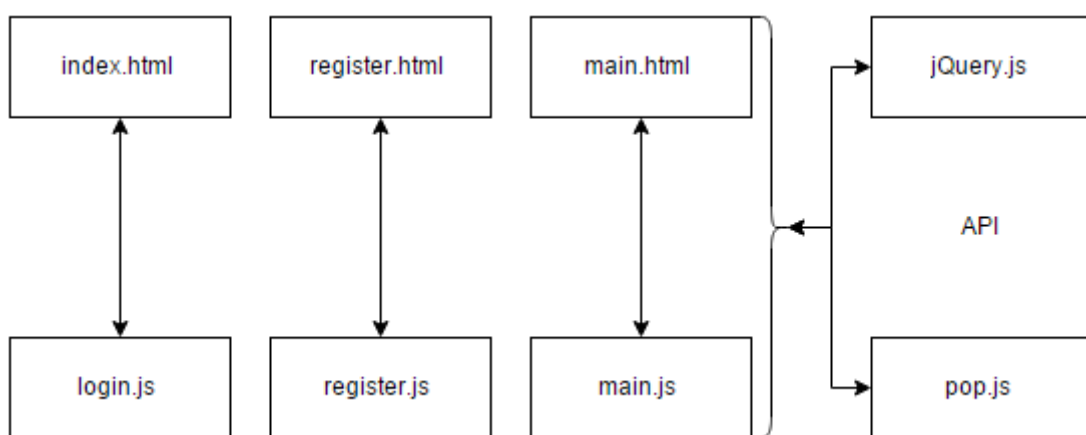 index.html
register.html
main.html
jQuery.js
API
login.js
register.js
main.js
pop.js